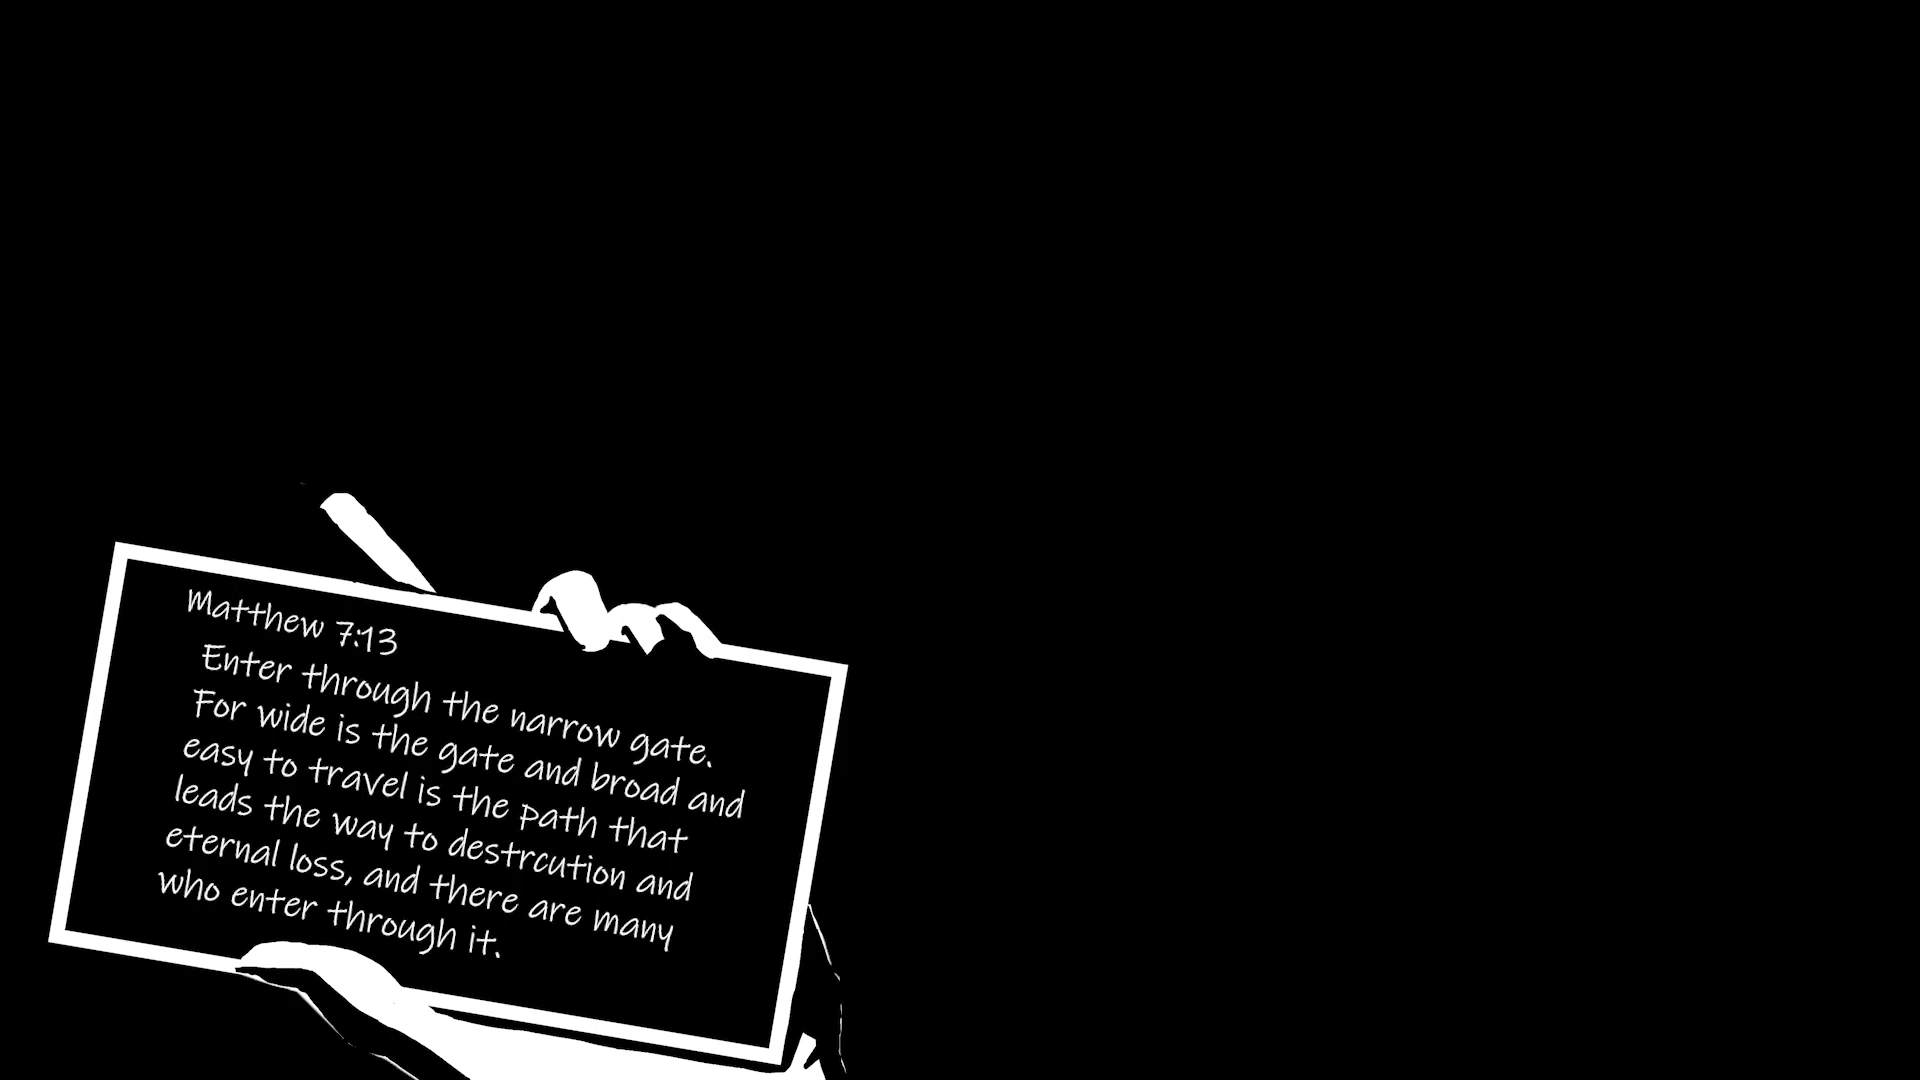 Matthew 7:13
Enter through the narrow gate.
For wide is the gate and broad and
easy to travel is the path that
leads the way to destrcution and
eternal loss, and there are many
who enter through it.